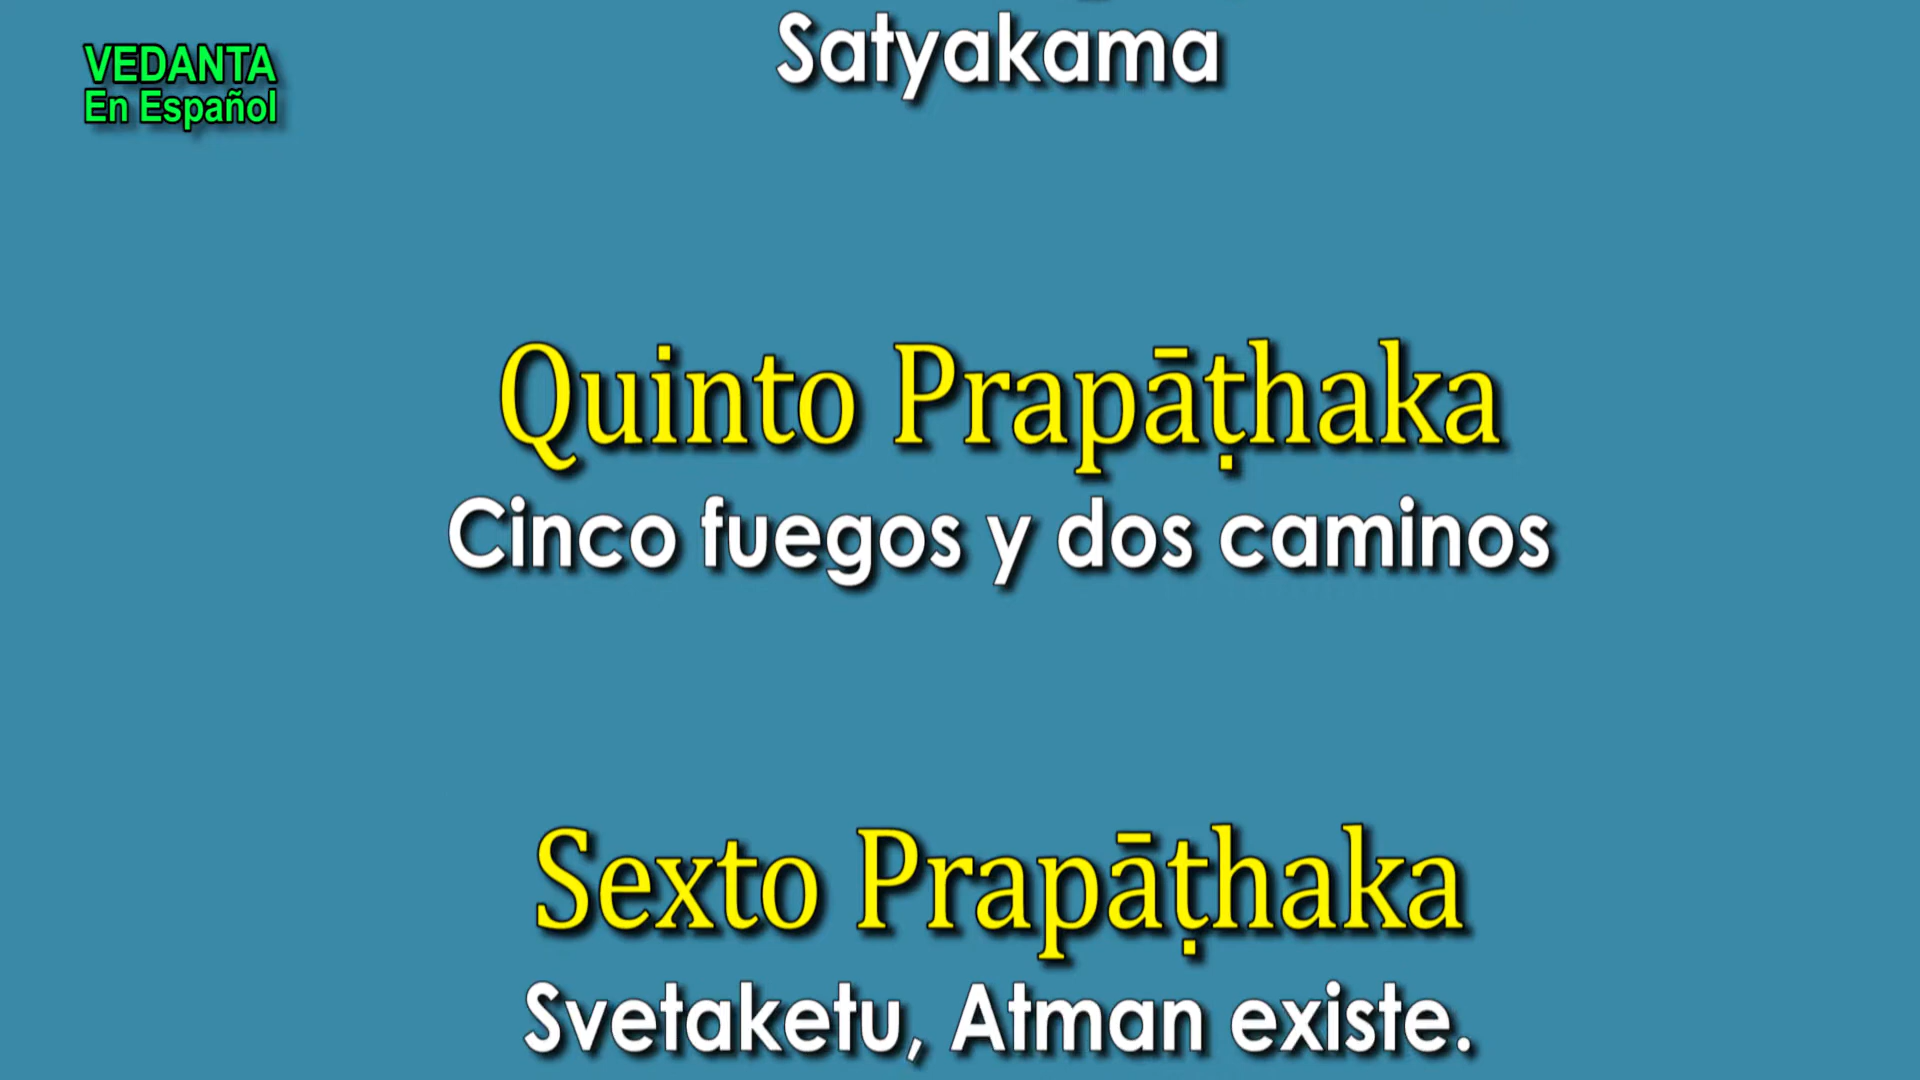 VEDANTA
En Español
Satyakama
Quinto Prapāṭhaka
Cinco fuegos y dos caminos
Sexto Prapāṭhaka
Svetaketu, Atman existe.